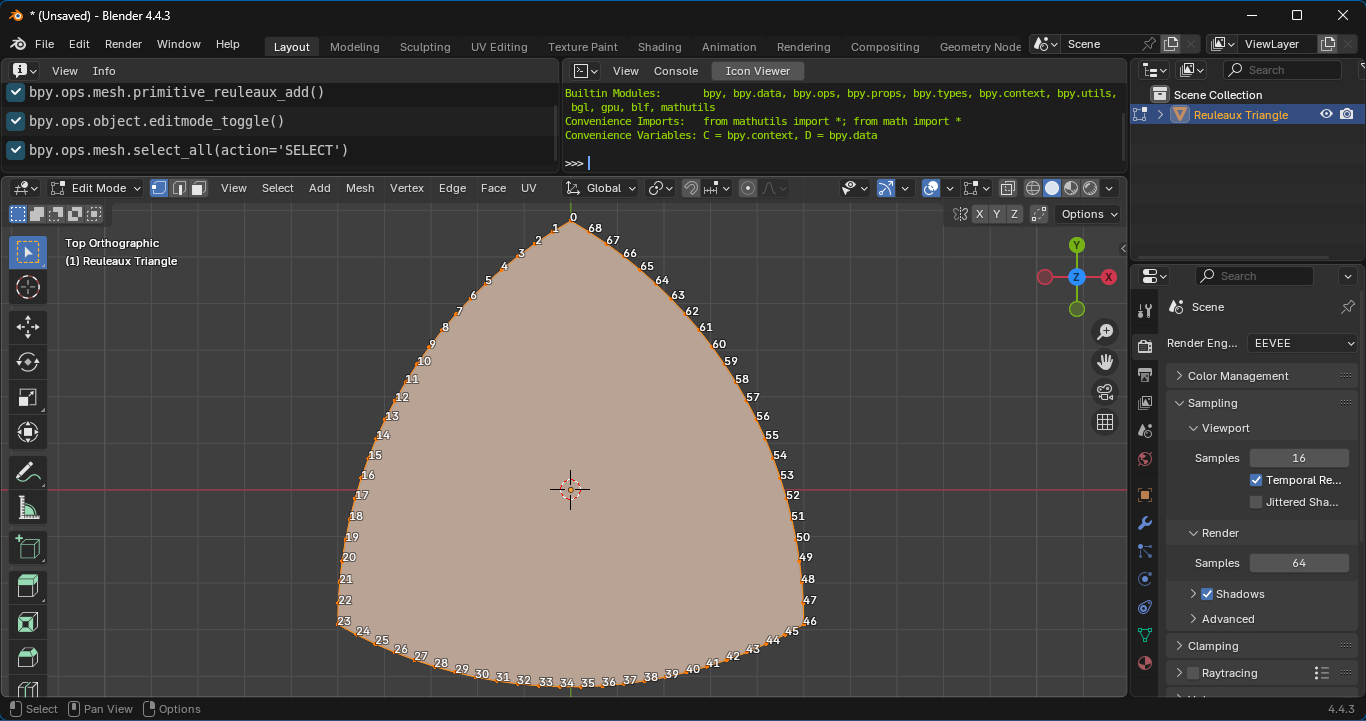 * (Unsaved) - Blender 4.4.3
File Edit Render Window Help
Layout Modeling Sculpting UV Editing Texture Paint Shading Animation Rendering Compositing Geometry Node
Scene ViewLayer
View Info
bpy.ops.mesh.primitive_reuleaux_add()
bpy.ops.object.editmode_toggle()
bpy.ops.mesh.select_all(action='SELECT')
View Console Icon Viewer
Builtin Modules: bpy, bpy.data, bpy.ops, bpy.props, bpy.types, bpy.context, bpy.utils,
bgl, gpu, blf, mathutils
Convenience Imports: from mathutils import *; from math import *
Convenience Variables: C = bpy.context, D = bpy.data
>>>
Search
Scene Collection
Reuleaux Triangle
Edit Mode View Select Add Mesh Vertex Edge Face UV Global
X Y Z Options
Top Orthographic
(1) Reuleaux Triangle
Y
Z X
0
1 68
2 67
3 66
4 65
5 64
6 63
7 62
8 61
9 60
10 59
11 58
12 57
13 56
14 55
15 54
16 53
17 52
18 51
19 50
20 49
21 48
22 47
23 46
24 25 26 27 28 29 30 31 32 33 34 35 36 37 38 39 40 41 42 43 44 45
Search
Scene
Render Eng... EEVEE
Color Management
Sampling
Viewport
Samples 16
Temporal Re...
Jittered Sha...
Render
Samples 64
Shadows
Advanced
Clamping
Raytracing
Select Pan View Options
4.4.3